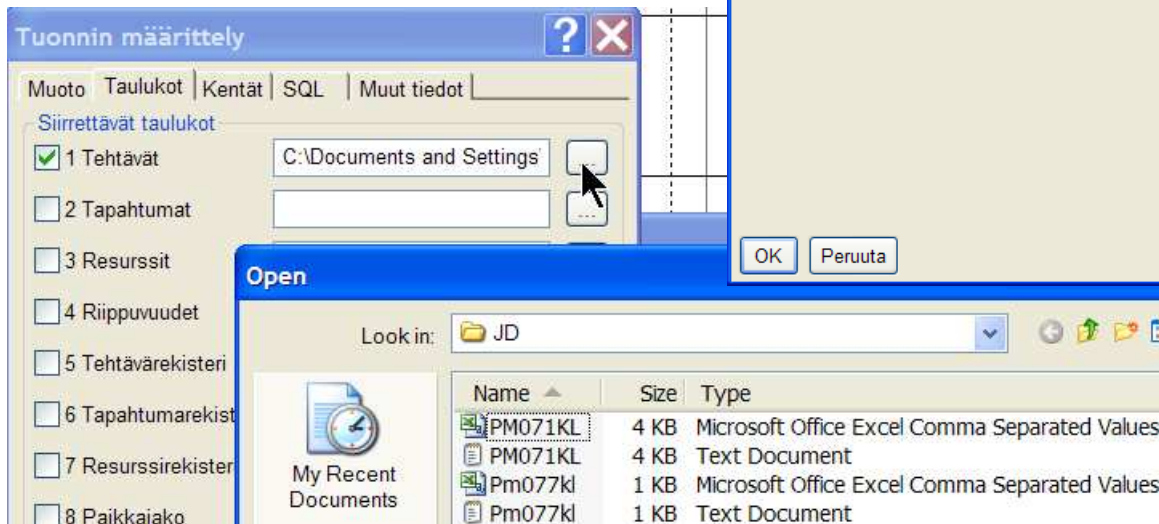 Tuonnin määrittely
Muoto Taulukot Kentät SQL Muut tiedot
Siirrettävät taulukot
1 Tehtävät C:\Documents and Settings\ ...
2 Tapahtumat ...
3 Resurssit
4 Riippuvuudet
5 Tehtävärekisteri
6 Tapahtumarekist
7 Resurssirekister
8 Paikkajako
OK Peruuta
Open
Look in: JD
My Recent
Documents
Name Size Type
PM071KL 4 KB Microsoft Office Excel Comma Separated Values
PM071KL 4 KB Text Document
Pm077kl 1 KB Microsoft Office Excel Comma Separated Values
Pm077kl 1 KB Text Document